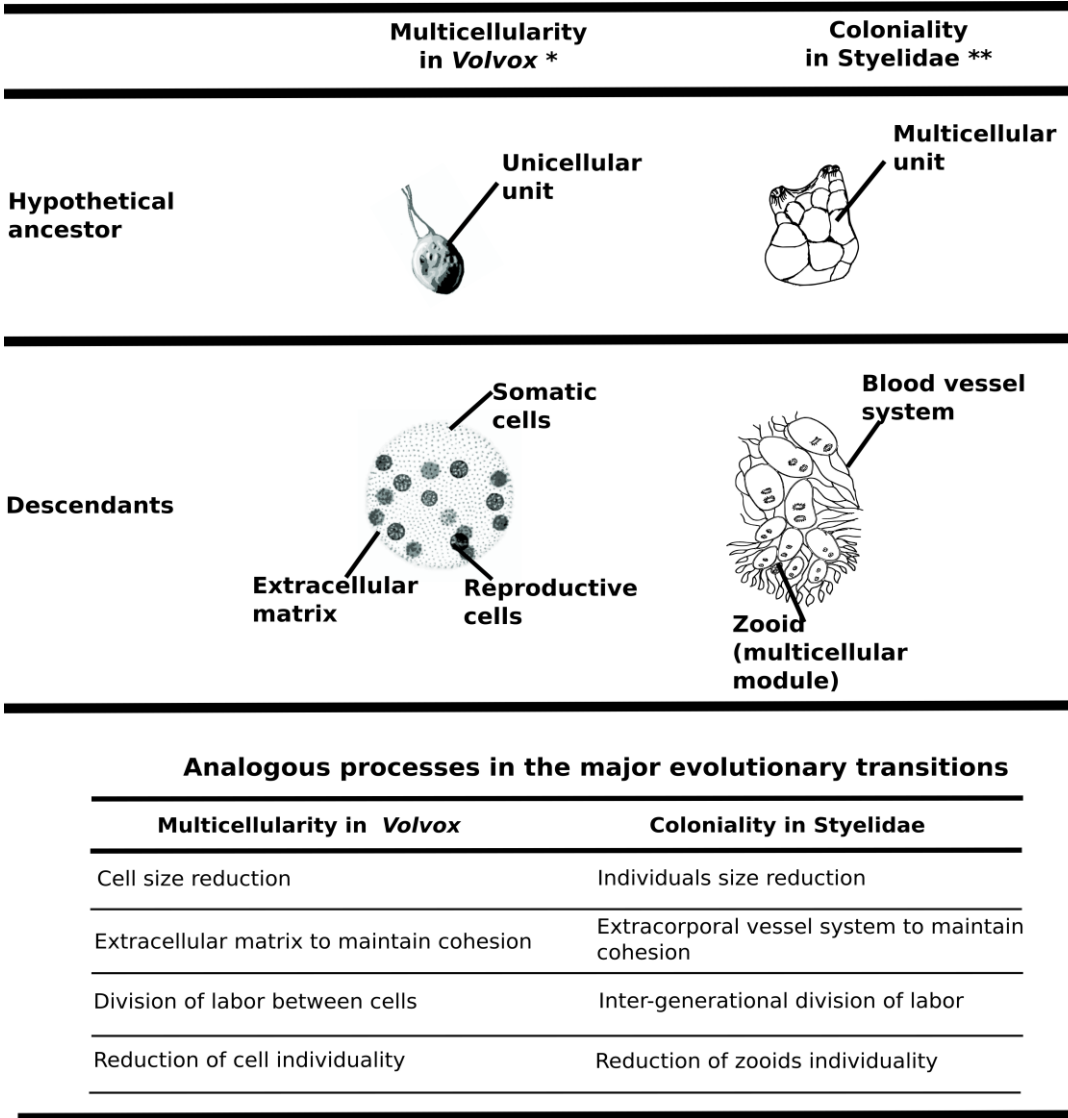 Multicellularity
in Volvox *
Coloniality
in Styelidae **
Hypothetical
ancestor
Unicellular
unit
Multicellular
unit
Descendants
Somatic
cells
Extracellular
matrix
Reproductive
cells
Blood vessel
system
Zooid
(multicellular
module)
Analogous processes in the major evolutionary transitions
Multicellularity in Volvox
Coloniality in Styelidae
Cell size reduction
Individuals size reduction
Extracellular matrix to maintain cohesion
Extracorporal vessel system to maintain
cohesion
Division of labor between cells
Inter-generational division of labor
Reduction of cell individuality
Reduction of zooids individuality